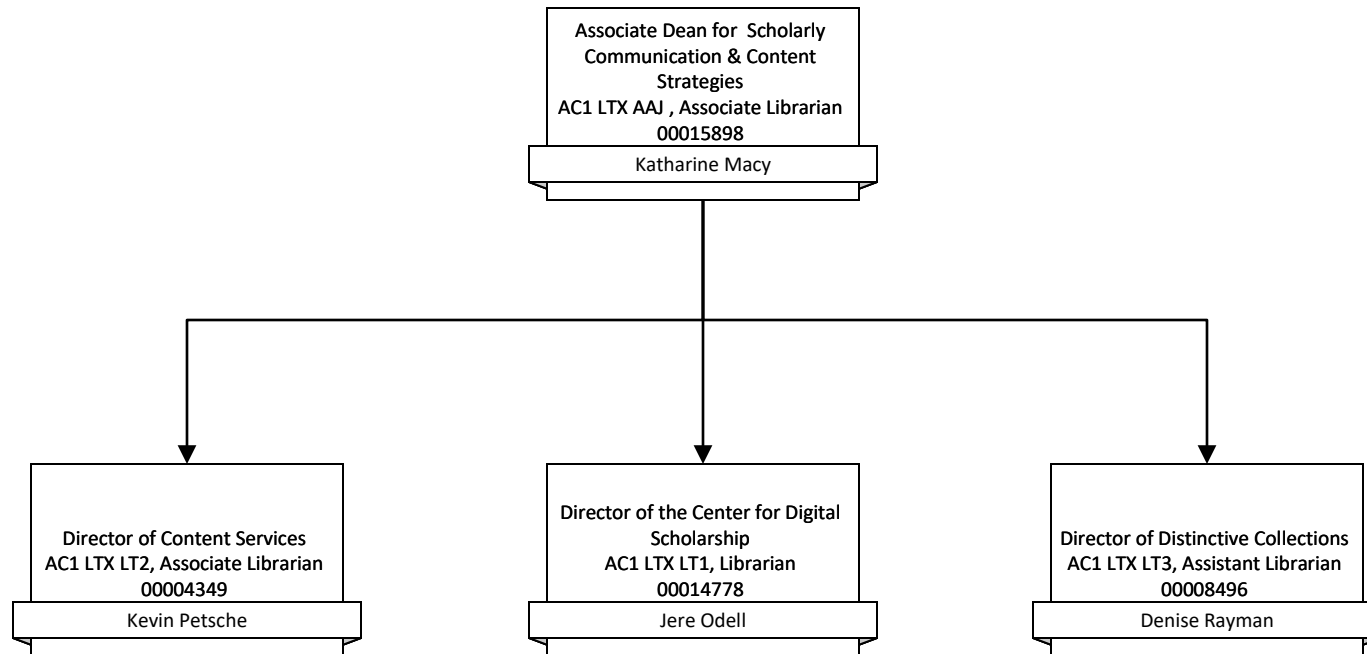 Associate Dean for  Scholarly
Communication & Content
Strategies
AC1 LTX AAJ , Associate Librarian
00015898
Katharine Macy
Director of Content Services
AC1 LTX LT2, Associate Librarian
00004349
Kevin Petsche
Director of the Center for Digital
Scholarship
AC1 LTX LT1, Librarian
00014778
Jere Odell
Director of Distinctive Collections
AC1 LTX LT3, Assistant Librarian
00008496
Denise Rayman